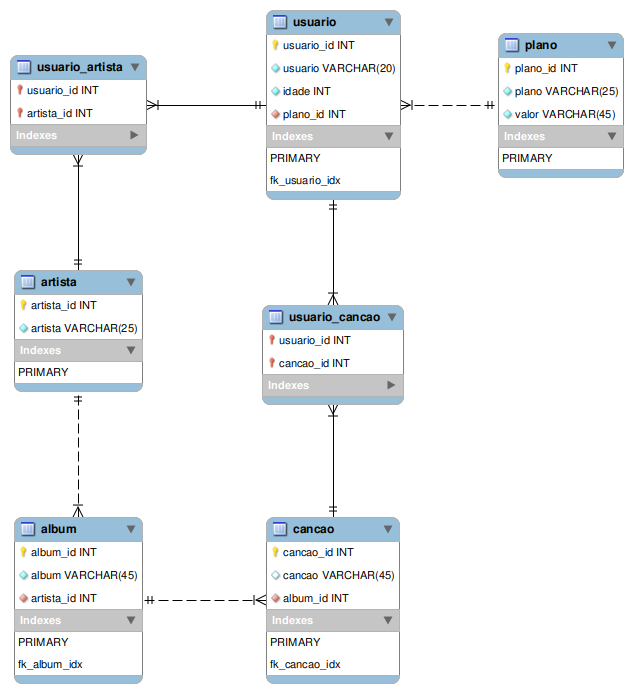 usuario_artista
usuario_id INT
artista_id INT
Indexes
usuario
usuario_id INT
usuario VARCHAR(20)
idade INT
plano_id INT
Indexes
PRIMARY
fk_usuario_idx
plano
plano_id INT
plano VARCHAR(25)
valor VARCHAR(45)
Indexes
PRIMARY
artista
artista_id INT
artista VARCHAR(25)
Indexes
PRIMARY
usuario_cancao
usuario_id INT
cancao_id INT
Indexes
album
album_id INT
album VARCHAR(45)
artista_id INT
Indexes
PRIMARY
fk_album_idx
cancao
cancao_id INT
cancao VARCHAR(45)
album_id INT
Indexes
PRIMARY
fk_cancao_idx